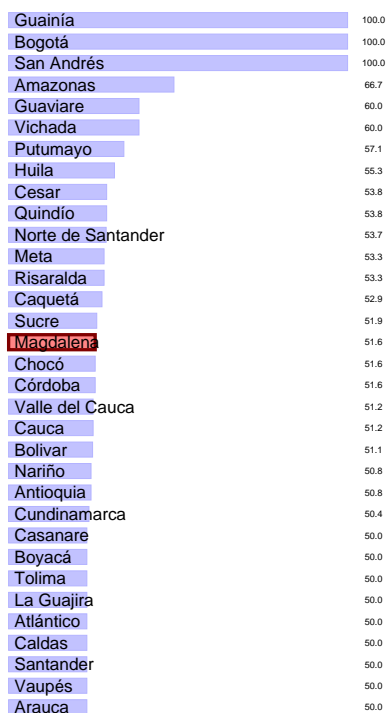 Guainía 100.0
Bogotá 100.0
San Andrés 100.0
Amazonas 66.7
Guaviare 60.0
Vichada 60.0
Putumayo 57.1
Huila 55.3
Cesar 53.8
Quindío 53.8
Norte de Santander 53.7
Meta 53.3
Risaralda 53.3
Caquetá 52.9
Sucre 51.9
Magdalena 51.6
Chocó 51.6
Córdoba 51.6
Valle del Cauca 51.2
Cauca 51.2
Bolivar 51.1
Nariño 50.8
Antioquia 50.8
Cundinamarca 50.4
Casanare 50.0
Boyacá 50.0
Tolima 50.0
La Guajira 50.0
Atlántico 50.0
Caldas 50.0
Santander 50.0
Vaupés 50.0
Arauca 50.0